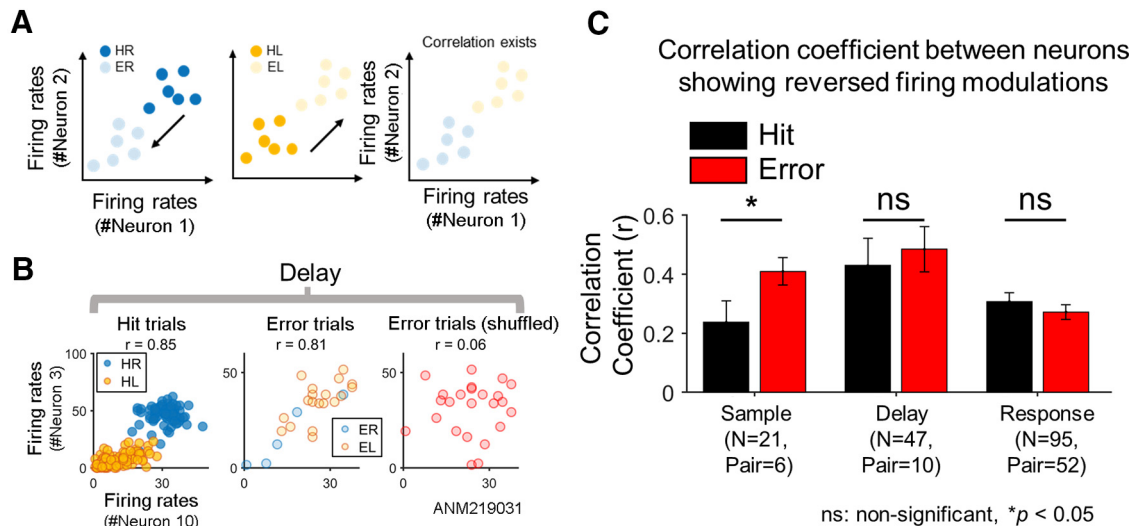 A
HR
ER
Firing rates
(#Neuron 2)
Firing rates
(#Neuron 1)
HL
EL
Correlation exists
Firing rates
(#Neuron 2)
Firing rates
(#Neuron 1)
B
Delay
Hit trials
r = 0.85
Error trials
r = 0.81
Error trials (shuffled)
r = 0.06
Firing rates
(#Neuron 3)
100
50
0
HR
HL
0
30
Firing rates
(#Neuron 10)
50
0
ER
EL
0
30
50
0
0
30
ANM219031
C
Correlation coefficient between neurons
showing reversed firing modulations
Hit
Error
Correlation
Coefficient (r)
0.6
0.4
0.2
0
*
ns
ns
Sample
(N=21,
Pair=6)
Delay
(N=47,
Pair=10)
Response
(N=95,
Pair=52)
ns: non-significant, *p < 0.05